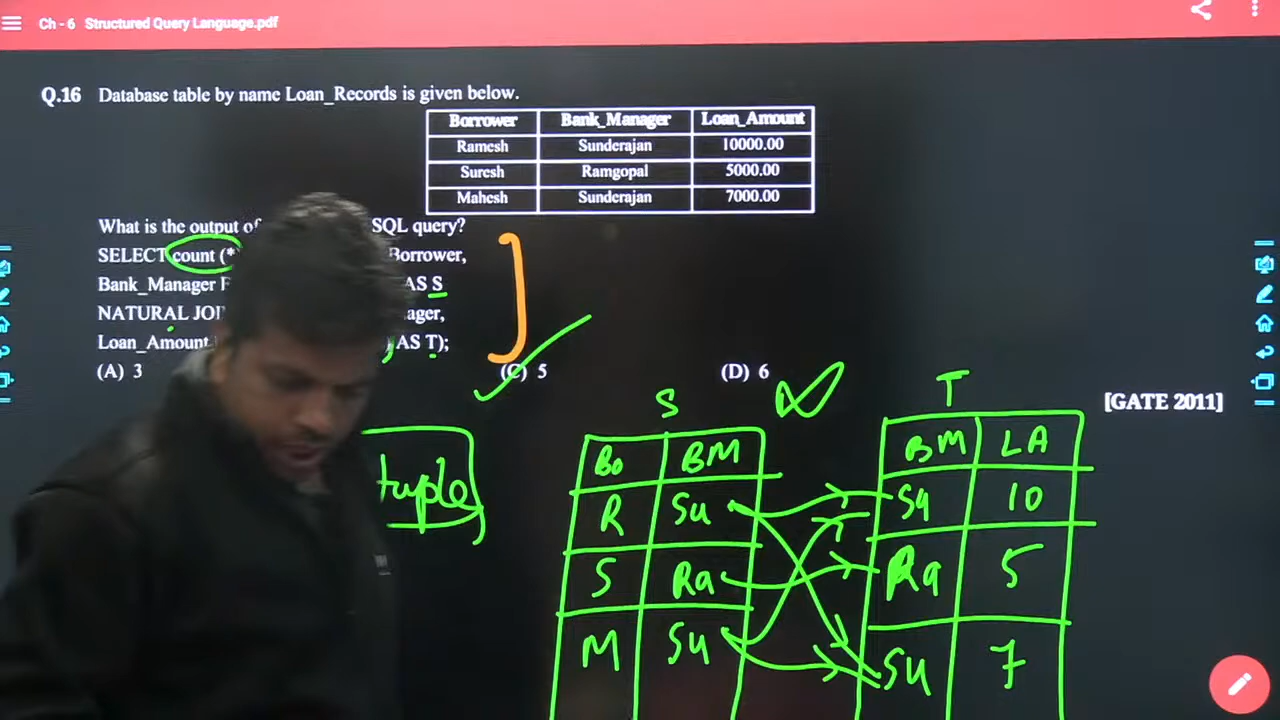 Ch - 6 Structured Query Language.pdf
Q.16 Database table by name Loan_Records is given below.
Borrower Bank_Manager Loan_Amount
Ramesh Sunderajan 10000.00
Suresh Ramgopal 5000.00
Mahesh Sunderajan 7000.00
What is the output of SQL query?
SELECT count (*) Borrower,
Bank_Manager AS S
NATURAL
Loan_Amount ) AS T);
(A) 3 (C) 5 (D) 6
[GATE 2011]
tuple
S
Bo BM
R Su
S Ra
M Su
T
BM LA
Su 10
Ra 5
Su 7